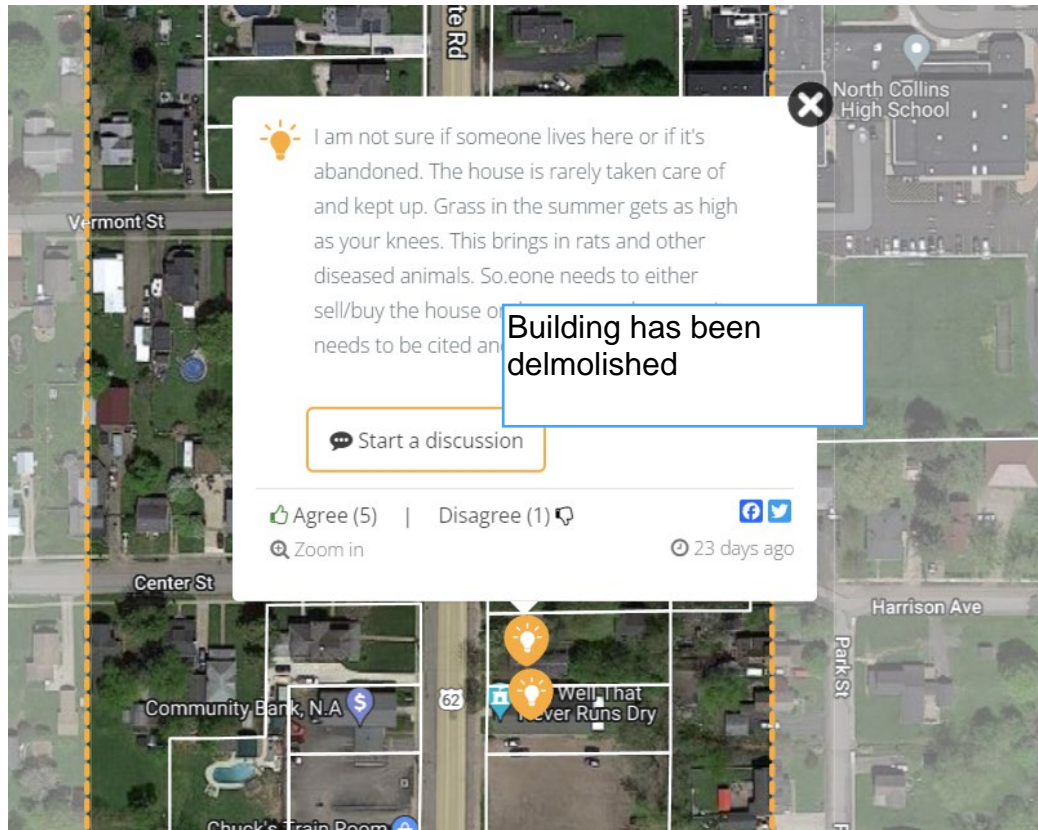 te Rd
North Collins
High School
I am not sure if someone lives here or if it's
abandoned. The house is rarely taken care of
and kept up. Grass in the summer gets as high
as your knees. This brings in rats and other
diseased animals. So.eone needs to either
sell/buy the house or
needs to be cited an
Building has been
delmolished
Start a discussion
Agree (5) | Disagree (1)
Zoom in
23 days ago
Vermont St
Center St
Harrison Ave
Park St
Community Bank, N.A
62
Well That
Never Runs Dry
Chuck's Train Room